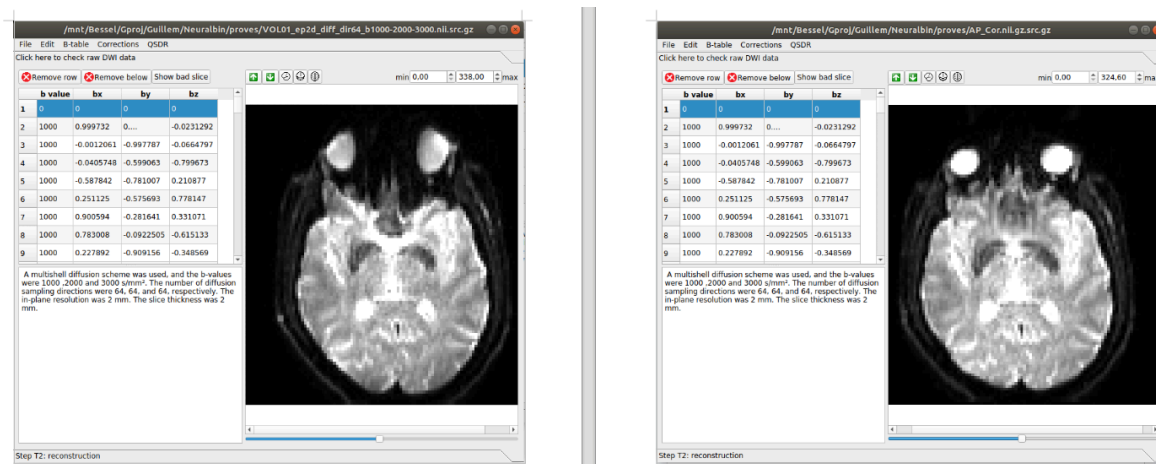 /mnt/Bessel/Gproj/Guillem/Neuralbin/proves/VOL01_ep2d_diff_dir64_b1000-2000-3000.nii.src.gz
File Edit B-table Corrections QSDR
Click here to check raw DWI data
Remove row Remove below Show bad slice min 0.00 338.00 max
b value bx by bz
1 0 0 0 0
2 1000 0.999732 0.... -0.0231292
3 1000 -0.0012061 -0.997787 -0.0664797
4 1000 -0.0405748 -0.599063 -0.799673
5 1000 -0.587842 -0.781007 0.210877
6 1000 0.251125 -0.575693 0.778147
7 1000 0.900594 -0.281641 0.331071
8 1000 0.783008 -0.0922505 -0.615133
9 1000 0.227892 -0.909156 -0.348569
A multishell diffusion scheme was used, and the b-values
were 1000 ,2000 and 3000 s/mm². The number of diffusion
sampling directions were 64, 64, and 64, respectively. The
in-plane resolution was 2 mm. The slice thickness was 2
mm.
Step T2: reconstruction
/mnt/Bessel/Gproj/Guillem/Neuralbin/proves/AP_Cor.nii.gz.src.gz
File Edit B-table Corrections QSDR
Click here to check raw DWI data
Remove row Remove below Show bad slice min 0.00 324.60 ma
b value bx by bz
1 0 0 0 0
2 1000 0.999732 0.... -0.0231292
3 1000 -0.0012061 -0.997787 -0.0664797
4 1000 -0.0405748 -0.599063 -0.799673
5 1000 -0.587842 -0.781007 0.210877
6 1000 0.251125 -0.575693 0.778147
7 1000 0.900594 -0.281641 0.331071
8 1000 0.783008 -0.0922505 -0.615133
9 1000 0.227892 -0.909156 -0.348569
A multishell diffusion scheme was used, and the b-values
were 1000 ,2000 and 3000 s/mm². The number of diffusion
sampling directions were 64, 64, and 64, respectively. The
in-plane resolution was 2 mm. The slice thickness was 2
mm.
Step T2: reconstruction